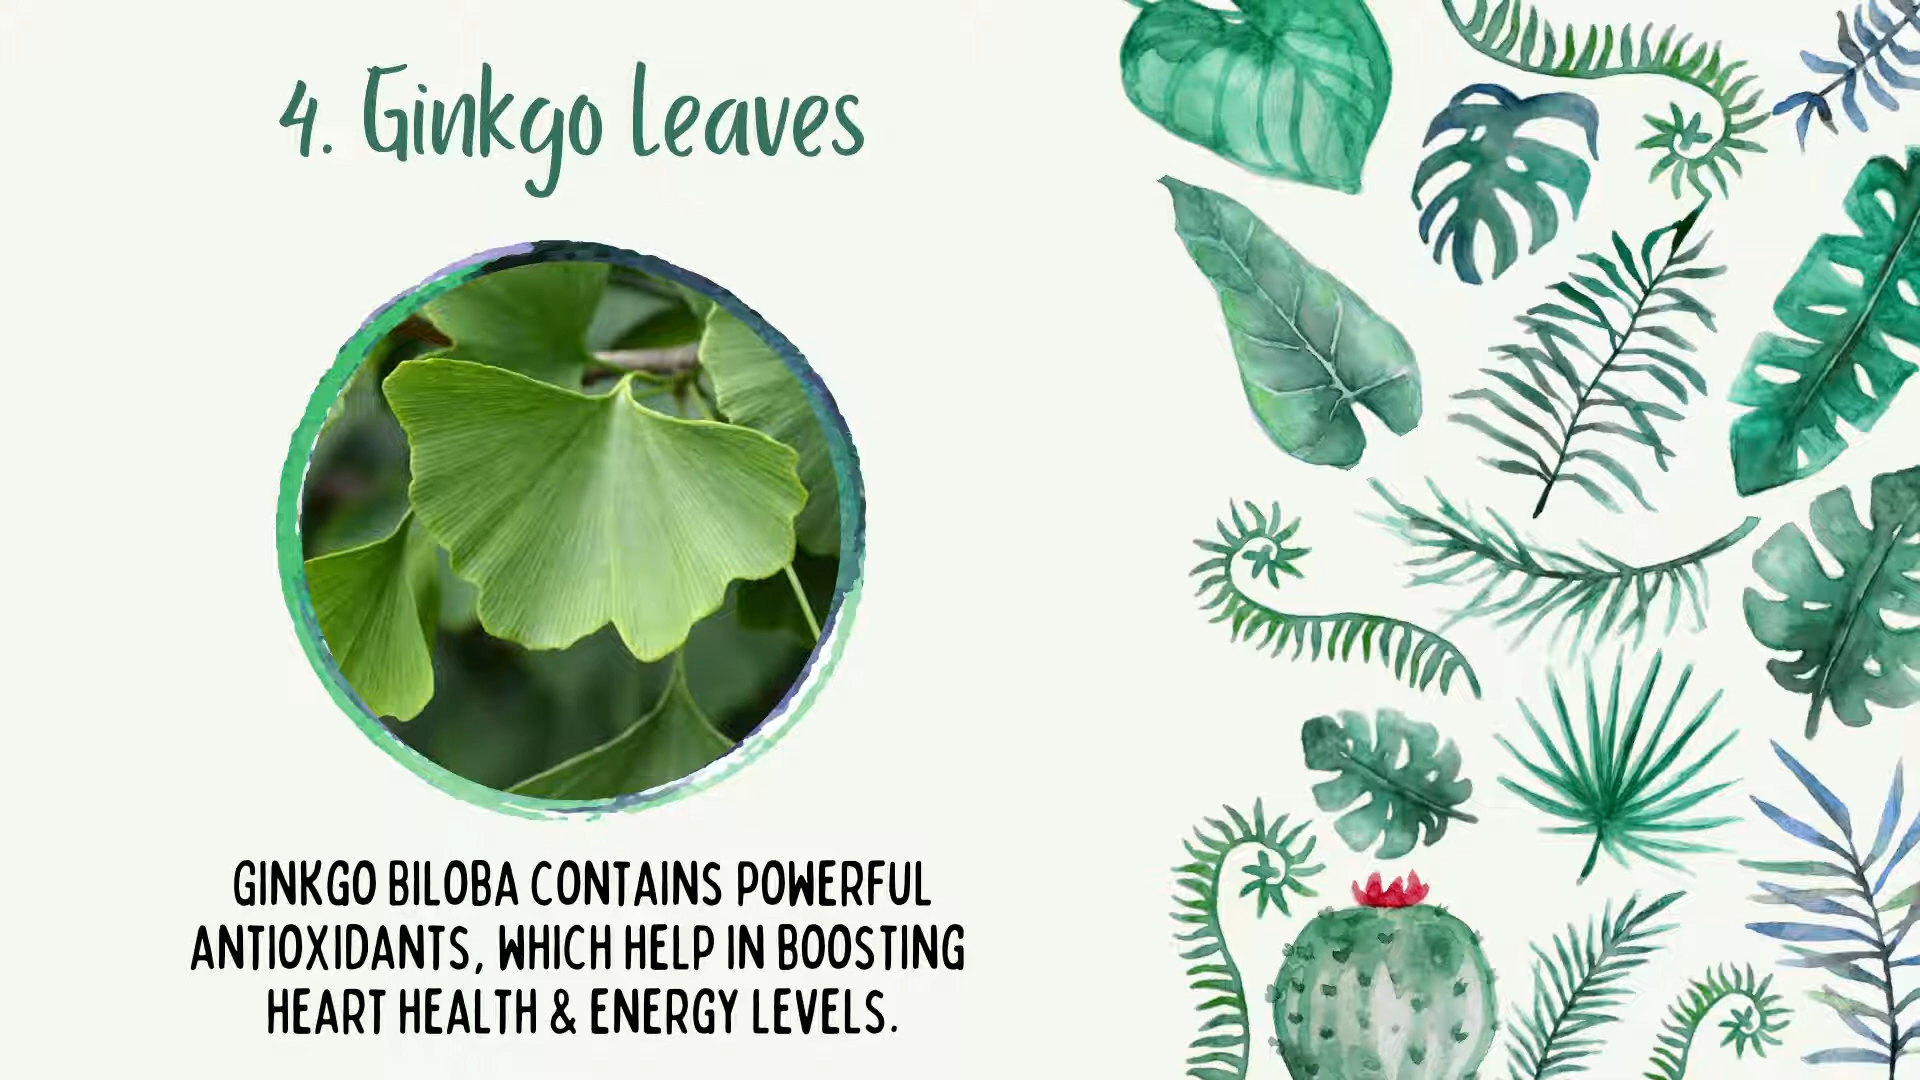 4. Ginkgo Leaves
GINKGO BILOBA CONTAINS POWERFUL
ANTIOXIDANTS, WHICH HELP IN BOOSTING
HEART HEALTH & ENERGY LEVELS.